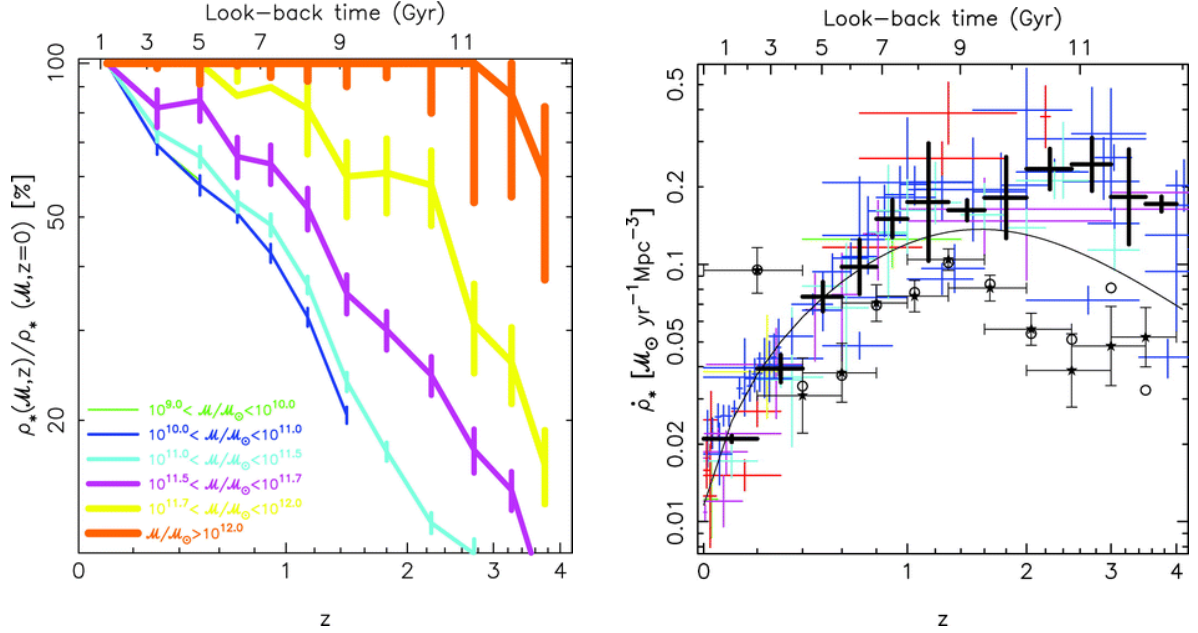 Look−back time (Gyr)
1 3 5 7 9 11
100
50
20
ρ*(ℳ,z)/ρ* (ℳ,z=0) [%]
10^9.0< ℳ/ℳ⊙<10^10.0
10^10.0< ℳ/ℳ⊙<10^11.0
10^11.0< ℳ/ℳ⊙<10^11.5
10^11.5< ℳ/ℳ⊙<10^11.7
10^11.7< ℳ/ℳ⊙<10^12.0
ℳ/ℳ⊙>10^12.0
0 1 2 3 4
z
Look−back time (Gyr)
1 3 5 7 9 11
0.5
0.2
0.1
0.05
0.02
0.01
ρ̇* [ℳ⊙ yr⁻¹Mpc⁻³]
0 1 2 3 4
z